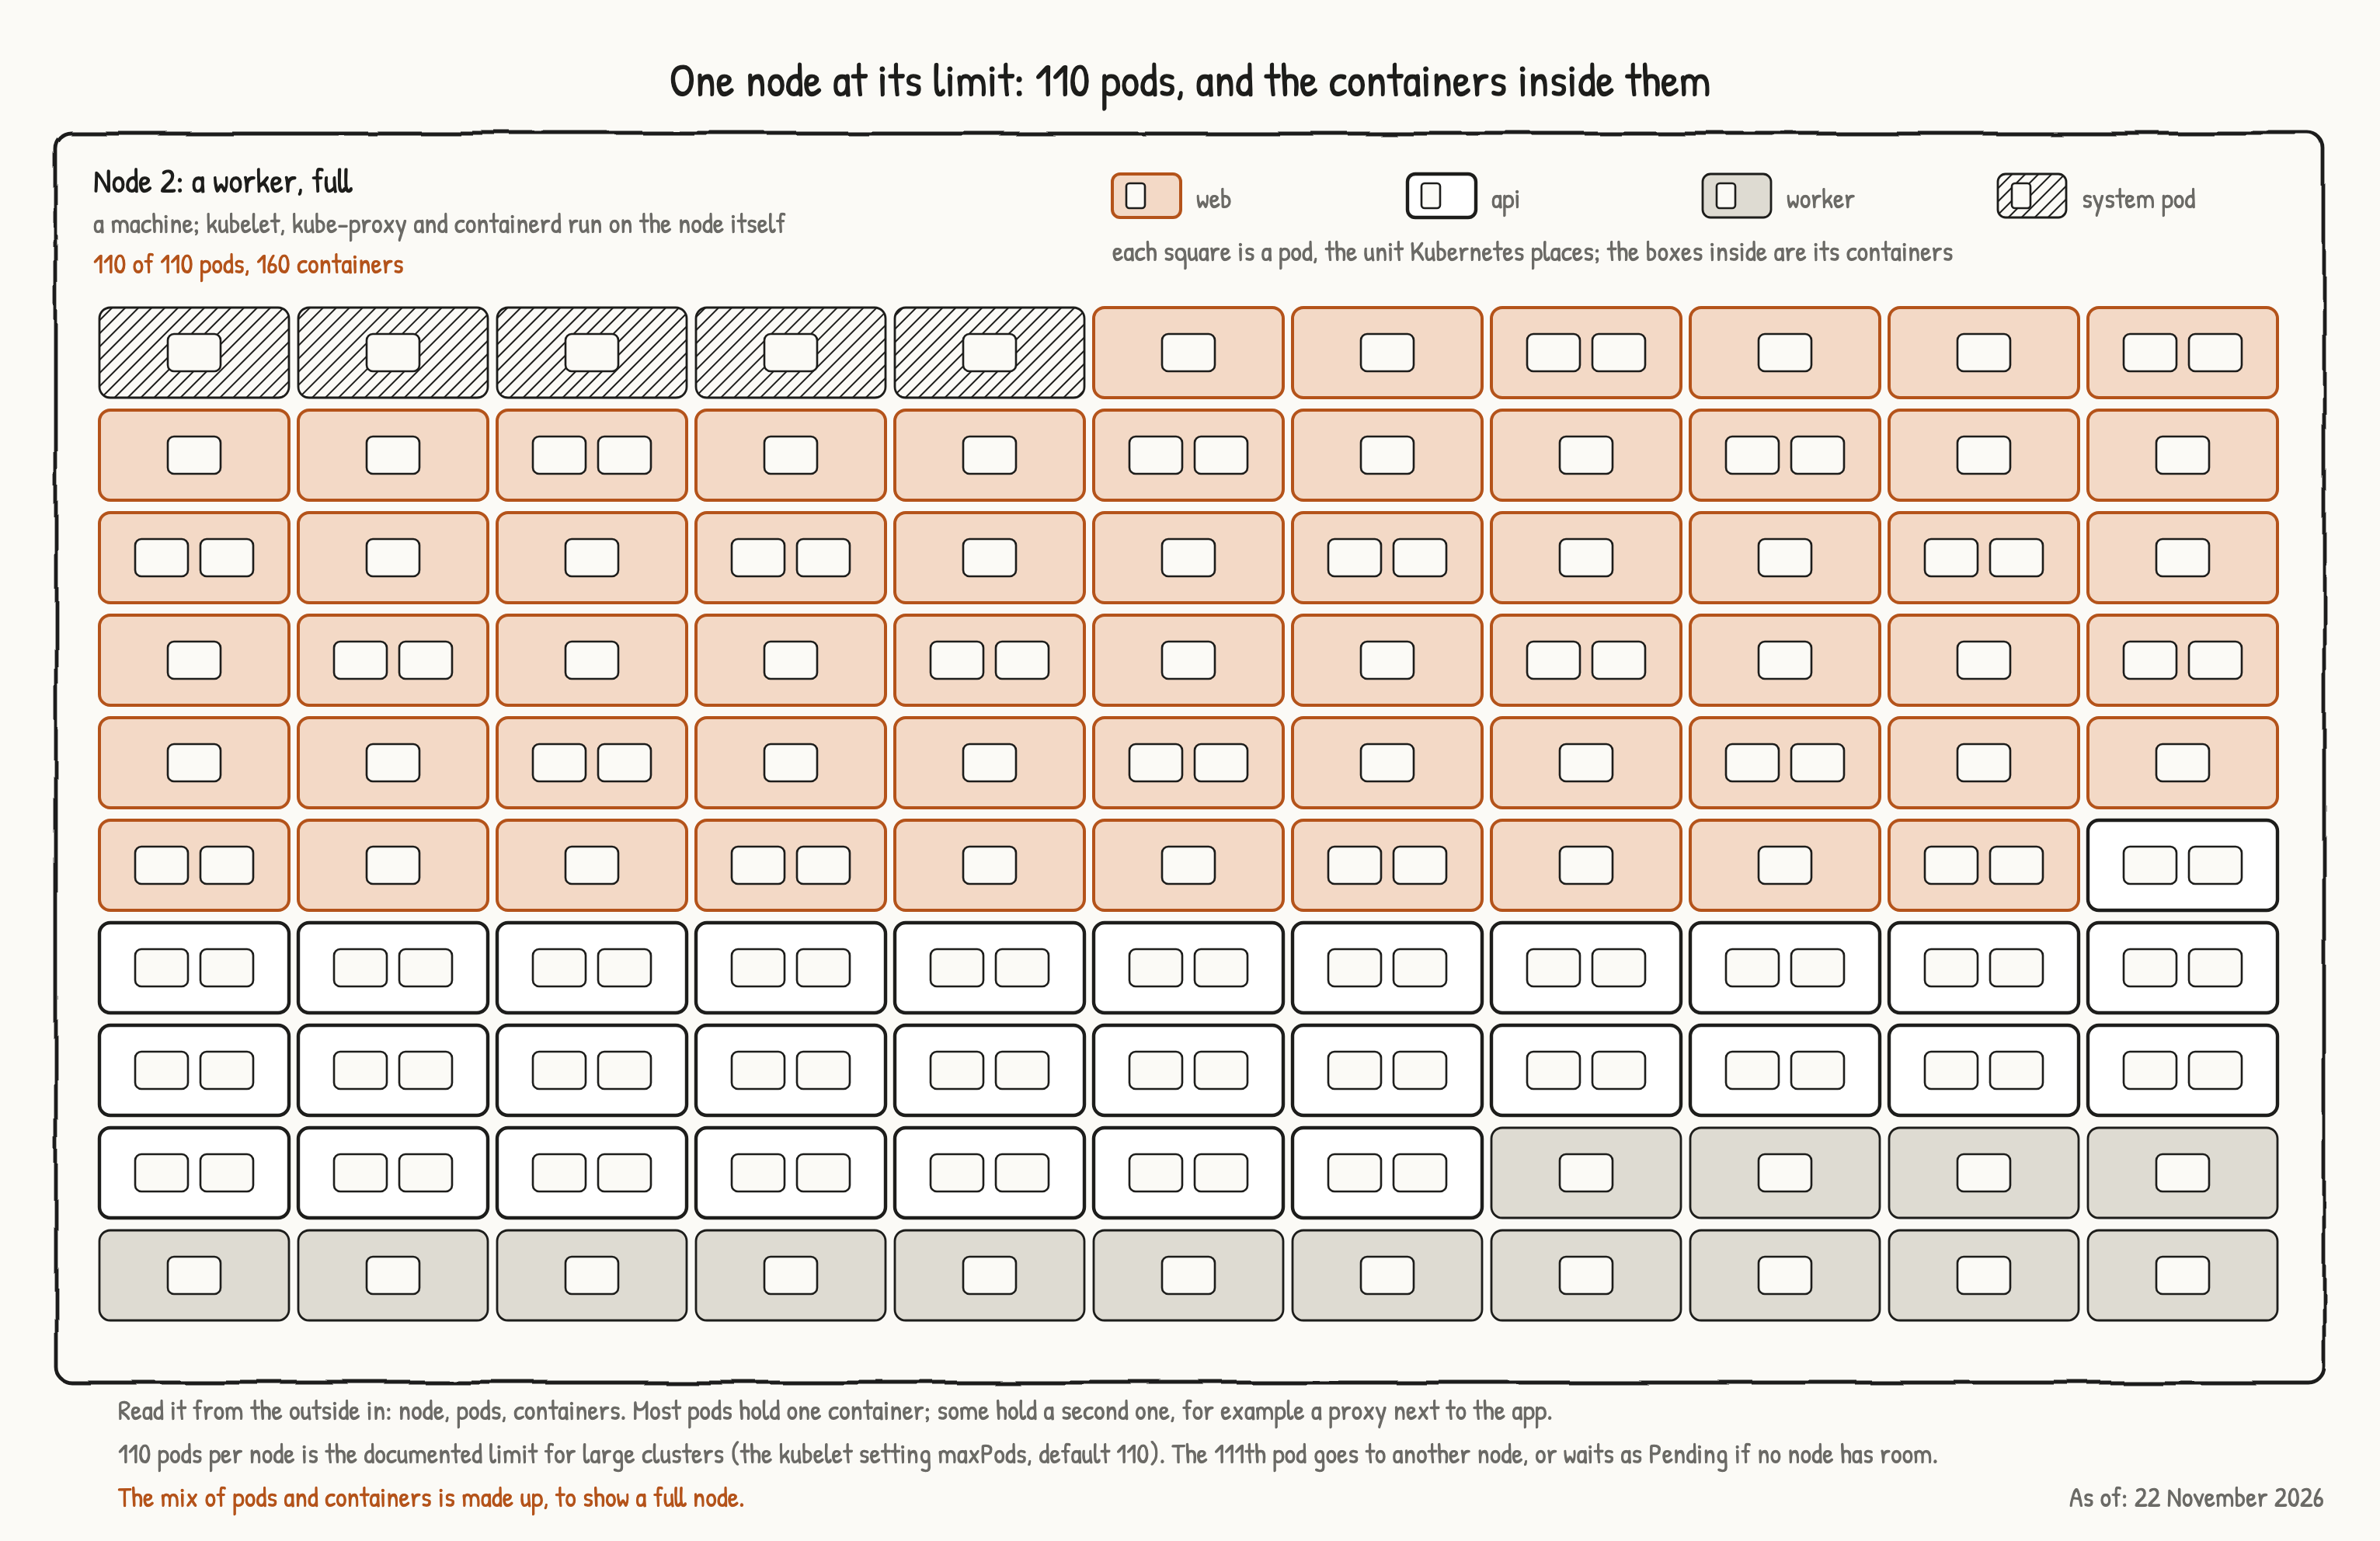 One node at its limit: 110 pods, and the containers inside them
Node 2: a worker, full
a machine; kubelet, kube-proxy and containerd run on the node itself
110 of 110 pods, 160 containers
web
api
worker
system pod
each square is a pod, the unit Kubernetes places; the boxes inside are its containers
Read it from the outside in: node, pods, containers. Most pods hold one container; some hold a second one, for example a proxy next to the app.
110 pods per node is the documented limit for large clusters (the kubelet setting maxPods, default 110). The 111th pod goes to another node, or waits as Pending if no node has room.
The mix of pods and containers is made up, to show a full node.
As of: 22 November 2026